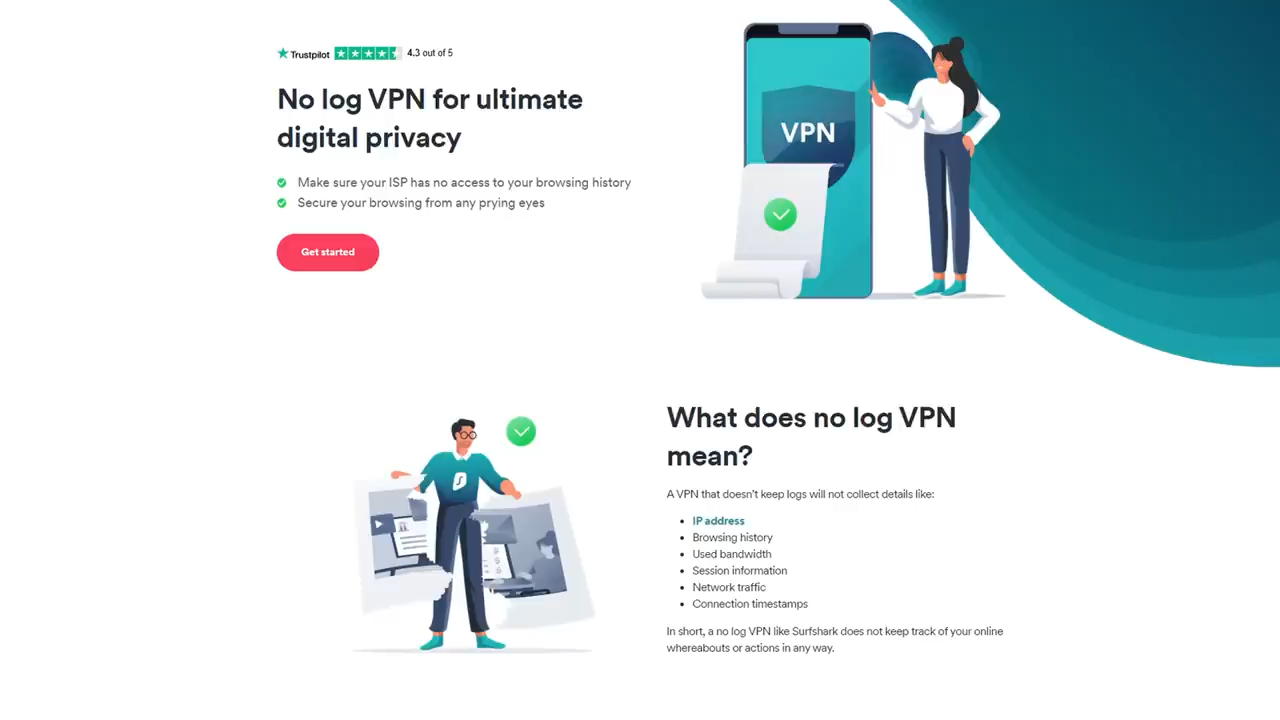 Trustpilot 4.3 out of 5
No log VPN for ultimate
digital privacy
Make sure your ISP has no access to your browsing history
Secure your browsing from any prying eyes
Get started
VPN
What does no log VPN
mean?
A VPN that doesn't keep logs will not collect details like:
IP address
Browsing history
Used bandwidth
Session information
Network traffic
Connection timestamps
In short, a no log VPN like Surfshark does not keep track of your online
whereabouts or actions in any way.